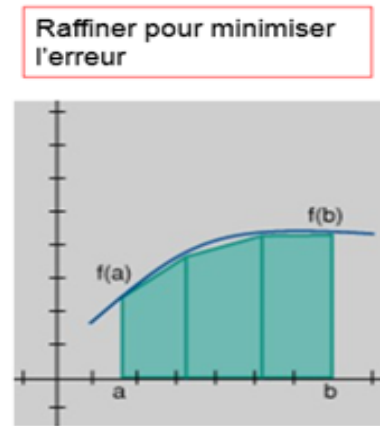 Raffiner pour minimiser
l'erreur
f(b)
f(a)
a
b